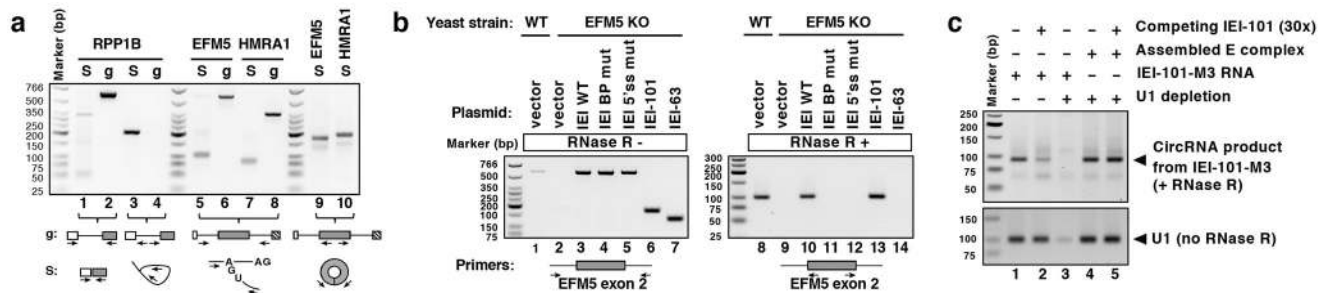 a
Marker (bp)
RPP1B
EFM5 HMRA1
EFM5
HMRA1
S g S g
S g S g
S S
766
500
350
300
250
200
150
100
75
50
25
1 2 3 4 5 6 7 8 9 10
g:
S:
A AG
G
U
b
Yeast strain: WT EFM5 KO
WT EFM5 KO
Plasmid:
vector
vector
IEI WT
IEI BP mut
IEI 5'ss mut
IEI-101
IEI-63
vector
vector
IEI WT
IEI BP mut
IEI 5'ss mut
IEI-101
IEI-63
Marker (bp) RNase R - RNase R +
766
500
350
300
250
200
150
100
75
300
250
200
150
100
75
50
25
1 2 3 4 5 6 7
8 9 10 11 12 13 14
Primers:
EFM5 exon 2
EFM5 exon 2
c
Marker (bp)
– + – – + Competing IEI-101 (30x)
– – – + + Assembled E complex
+ + + – – IEI-101-M3 RNA
– – + + + U1 depletion
250
200
150
100
75
50
CircRNA product
from IEI-101-M3
(+ RNase R)
150
100
75
U1 (no RNase R)
1 2 3 4 5